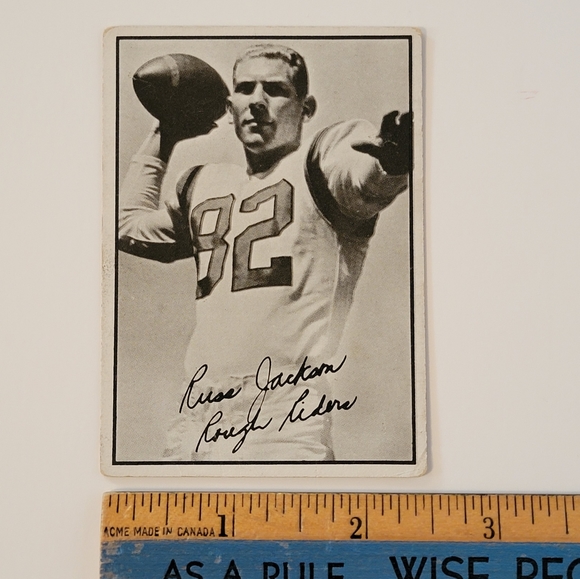 82
Russ Jackson
Rough Riders
1 2 3
ACME MADE IN CANADA
AS A RULE WISE